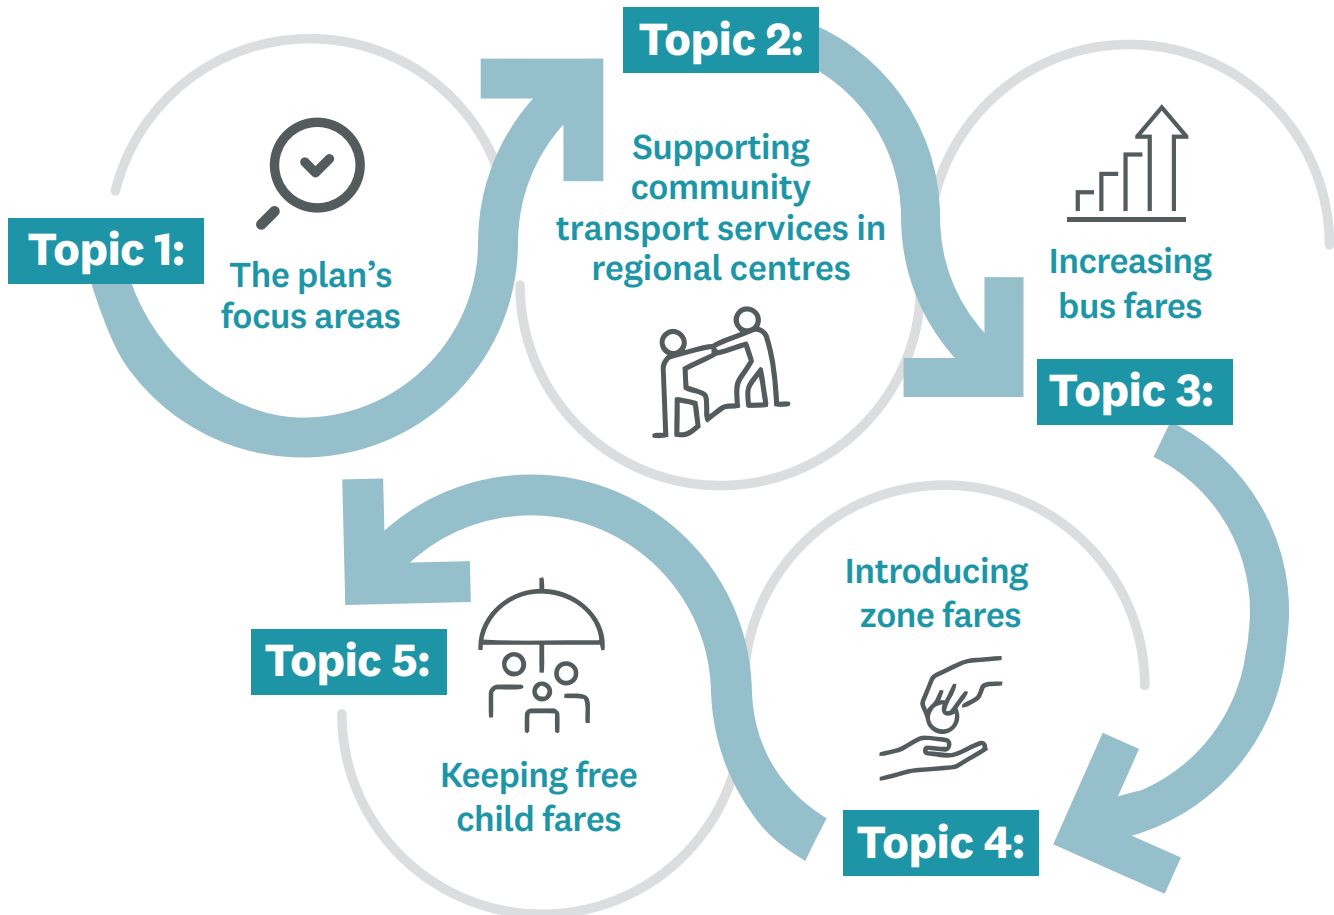 Topic 1:
The plan’s
focus areas
Topic 2:
Supporting
community
transport services in
regional centres
Increasing
bus fares
Topic 3:
Introducing
zone fares
Topic 4:
Topic 5:
Keeping free
child fares